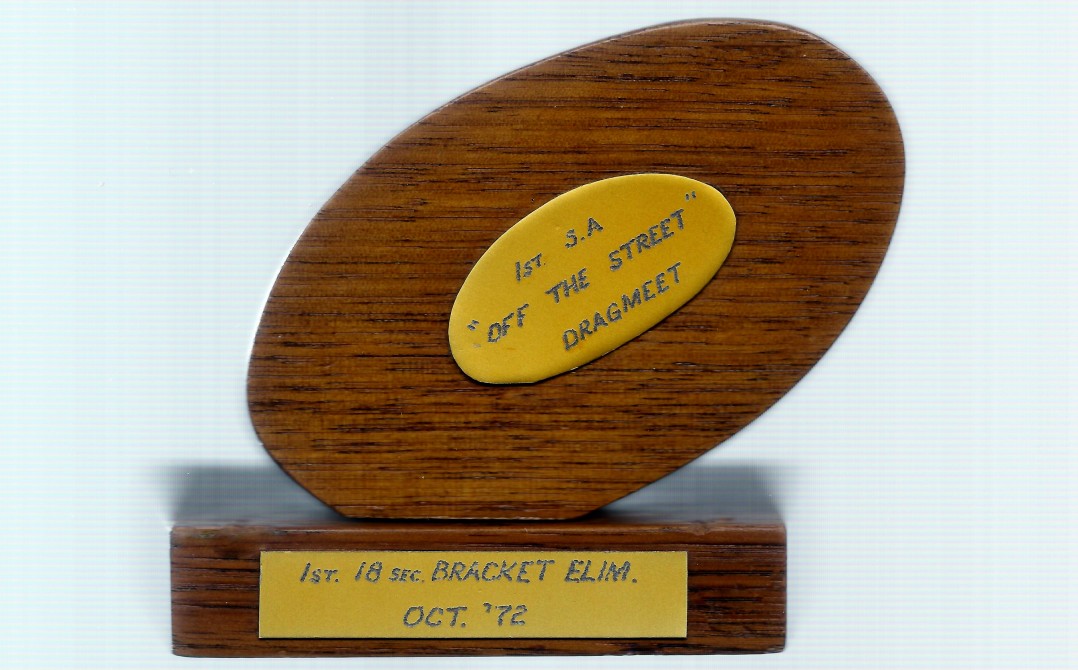 1ST. S.A
"OFF THE STREET"
DRAGMEET
1ST. 18 SEC. BRACKET ELIM.
OCT. '72